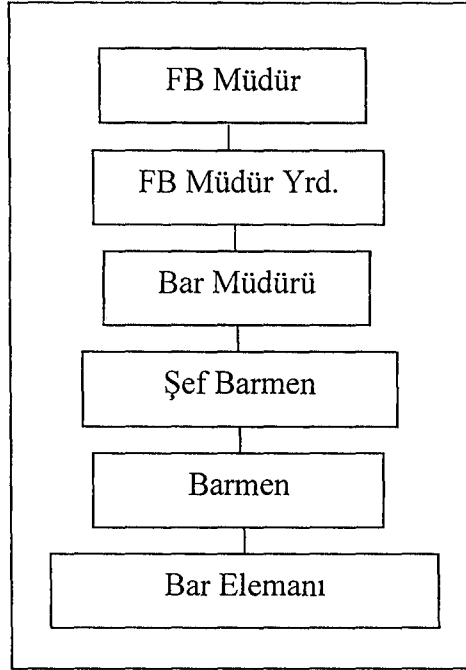 FB Müdür
FB Müdür Yrd.
Bar Müdürü
Şef Barmen
Barmen
Bar Elemanı